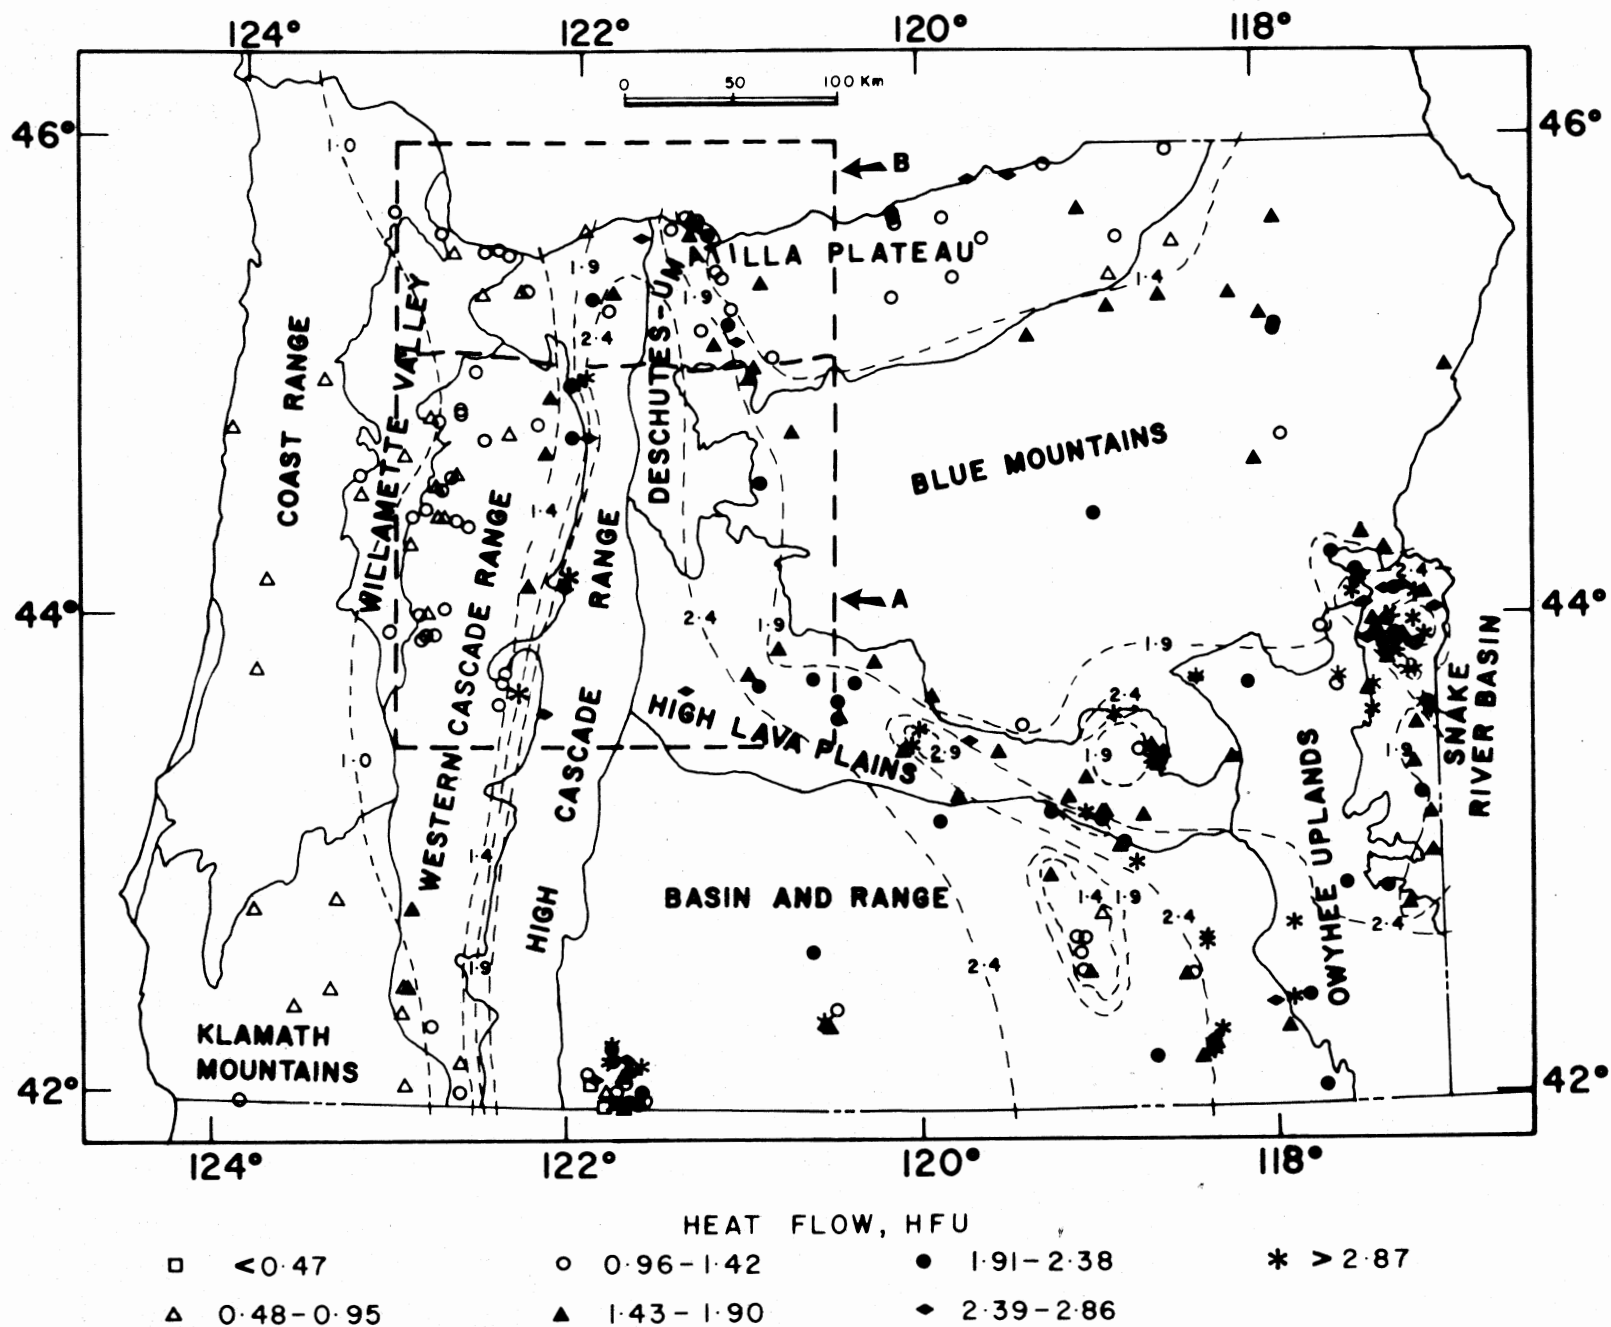 124° 122° 120° 118°
0 50 100 Km
46° 46°
1·0
B
1·9
DESCHUTES-UMATILLA PLATEAU
1·4
1·9
2·4
COAST RANGE
WILLAMETTE VALLEY
BLUE MOUNTAINS
1·4
2·4
44° 44°
A
2·4
1·9
1·9
WESTERN CASCADE RANGE
HIGH CASCADE RANGE
2·4
SNAKE
RIVER BASIN
HIGH LAVA PLAINS
2·9
1·9
1·9
1·0
OWYHEE UPLANDS
1·4
BASIN AND RANGE
1·4
1·9
2·4
2·4
1·9
2·4
KLAMATH
MOUNTAINS
42° 42°
124° 122° 120° 118°
HEAT FLOW, HFU
<0·47 0·96-1·42 1·91-2·38 >2·87
0·48-0·95 1·43-1·90 2·39-2·86